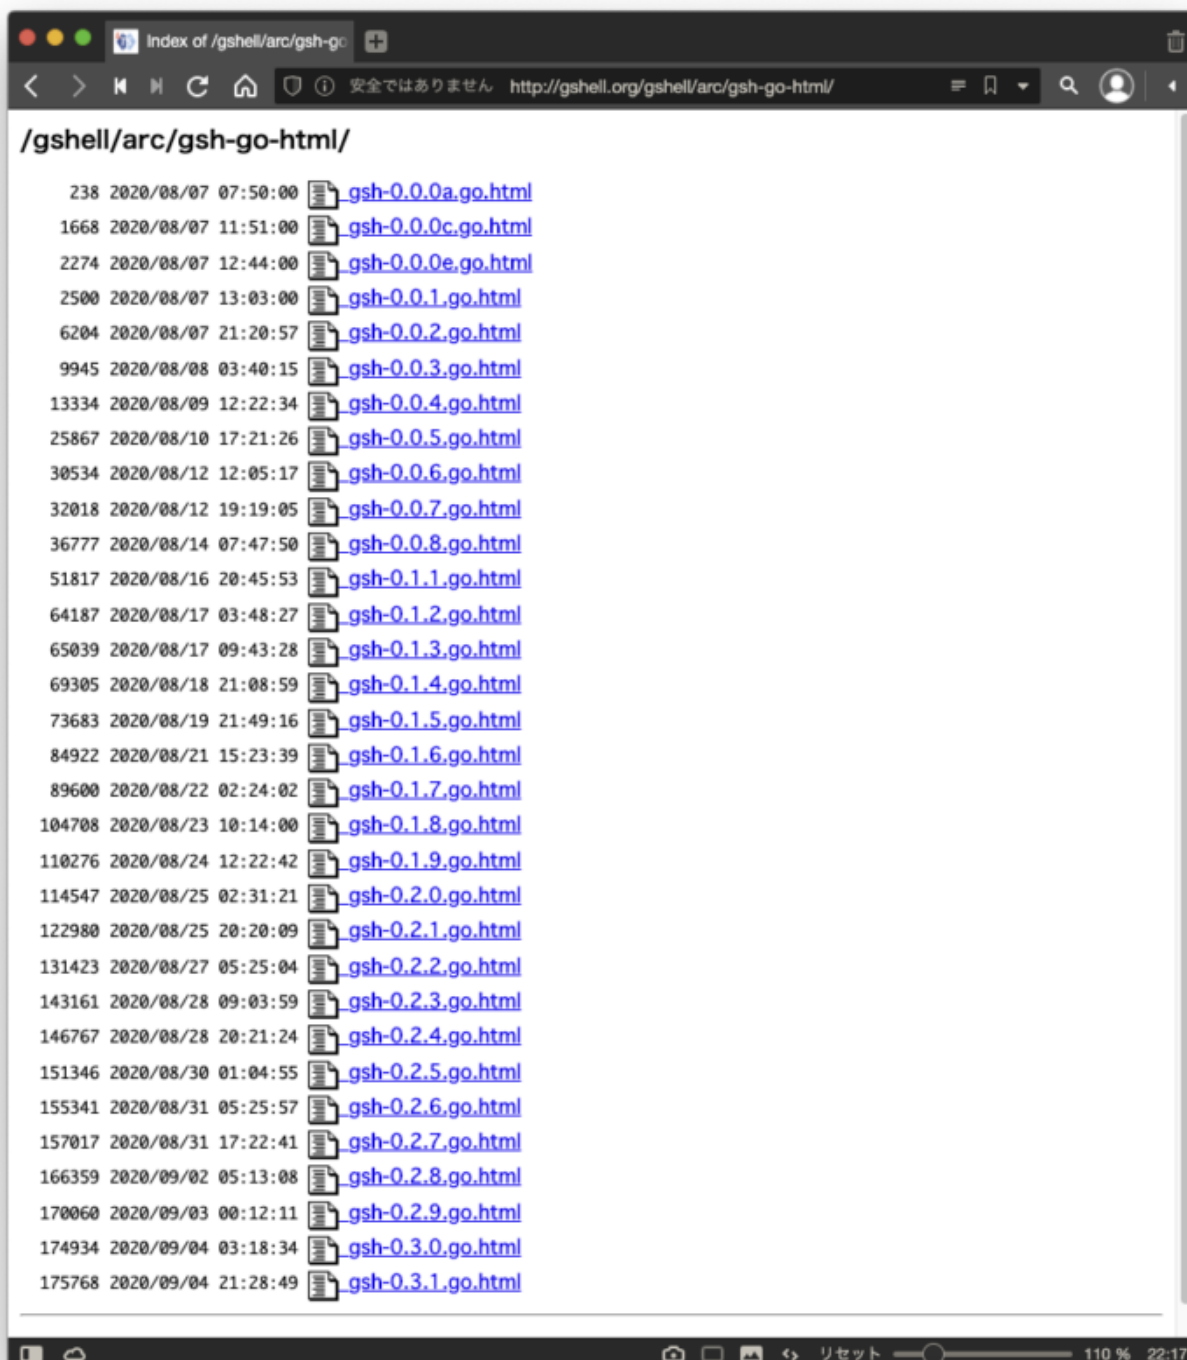 Index of /gshell/arc/gsh-go
安全ではありません http://gshell.org/gshell/arc/gsh-go-html/
/gshell/arc/gsh-go-html/
238 2020/08/07 07:50:00 gsh-0.0.0a.go.html
1668 2020/08/07 11:51:00 gsh-0.0.0c.go.html
2274 2020/08/07 12:44:00 gsh-0.0.0e.go.html
2500 2020/08/07 13:03:00 gsh-0.0.1.go.html
6204 2020/08/07 21:20:57 gsh-0.0.2.go.html
9945 2020/08/08 03:40:15 gsh-0.0.3.go.html
13334 2020/08/09 12:22:34 gsh-0.0.4.go.html
25867 2020/08/10 17:21:26 gsh-0.0.5.go.html
30534 2020/08/12 12:05:17 gsh-0.0.6.go.html
32018 2020/08/12 19:19:05 gsh-0.0.7.go.html
36777 2020/08/14 07:47:50 gsh-0.0.8.go.html
51817 2020/08/16 20:45:53 gsh-0.1.1.go.html
64187 2020/08/17 03:48:27 gsh-0.1.2.go.html
65039 2020/08/17 09:43:28 gsh-0.1.3.go.html
69305 2020/08/18 21:08:59 gsh-0.1.4.go.html
73683 2020/08/19 21:49:16 gsh-0.1.5.go.html
84922 2020/08/21 15:23:39 gsh-0.1.6.go.html
89600 2020/08/22 02:24:02 gsh-0.1.7.go.html
104708 2020/08/23 10:14:00 gsh-0.1.8.go.html
110276 2020/08/24 12:22:42 gsh-0.1.9.go.html
114547 2020/08/25 02:31:21 gsh-0.2.0.go.html
122980 2020/08/25 20:20:09 gsh-0.2.1.go.html
131423 2020/08/27 05:25:04 gsh-0.2.2.go.html
143161 2020/08/28 09:03:59 gsh-0.2.3.go.html
146767 2020/08/28 20:21:24 gsh-0.2.4.go.html
151346 2020/08/30 01:04:55 gsh-0.2.5.go.html
155341 2020/08/31 05:25:57 gsh-0.2.6.go.html
157017 2020/08/31 17:22:41 gsh-0.2.7.go.html
166359 2020/09/02 05:13:08 gsh-0.2.8.go.html
170060 2020/09/03 00:12:11 gsh-0.2.9.go.html
174934 2020/09/04 03:18:34 gsh-0.3.0.go.html
175768 2020/09/04 21:28:49 gsh-0.3.1.go.html
リセット 110 % 22:17